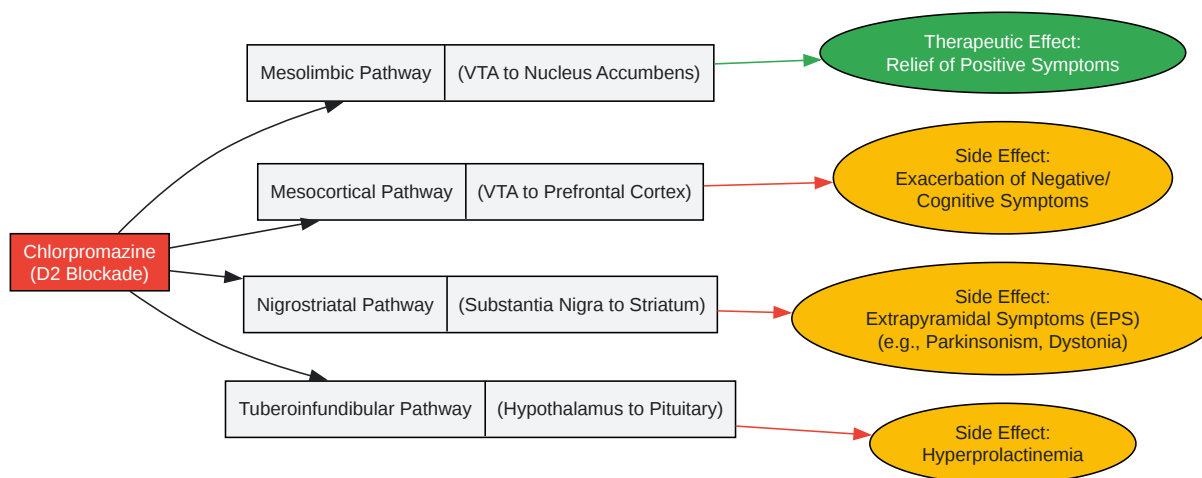 Chlorpromazine
(D2 Blockade)
Mesolimbic Pathway
(VTA to Nucleus Accumbens)
Therapeutic Effect:
Relief of Positive Symptoms
Mesocortical Pathway
(VTA to Prefrontal Cortex)
Side Effect:
Exacerbation of Negative/
Cognitive Symptoms
Nigrostriatal Pathway
(Substantia Nigra to Striatum)
Side Effect:
Extrapyramidal Symptoms (EPS)
(e.g., Parkinsonism, Dystonia)
Tuberoinfundibular Pathway
(Hypothalamus to Pituitary)
Side Effect:
Hyperprolactinemia